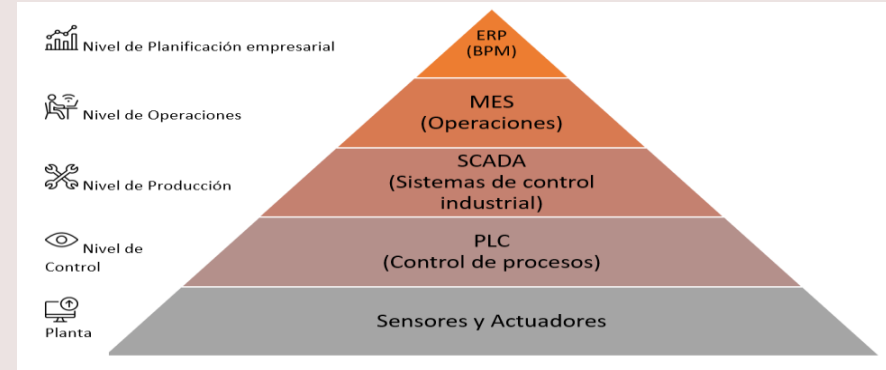 Nivel de Planificación empresarial
ERP
(BPM)
Nivel de Operaciones
MES
(Operaciones)
Nivel de Producción
SCADA
(Sistemas de control
industrial)
Nivel de
Control
PLC
(Control de procesos)
Planta
Sensores y Actuadores